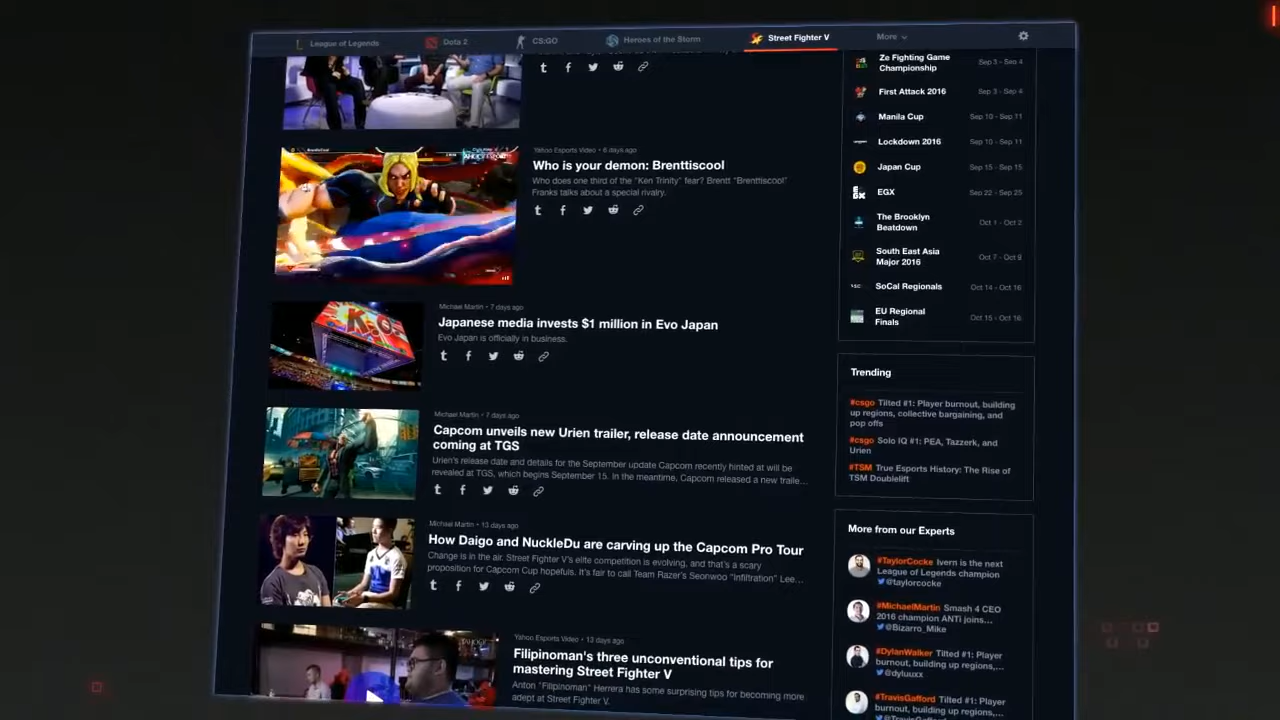 League of Legends
Dota 2
CS:GO
Heroes of the Storm
Street Fighter V
More
Yahoo Esports Video • 6 days ago
Who is your demon: Brenttiscool
Who does one third of the "Ken Trinity" fear? Brentt "Brenttiscool"
Franks talks about a special rivalry.
Michael Martin • 7 days ago
Japanese media invests $1 million in Evo Japan
Evo Japan is officially in business.
Michael Martin • 7 days ago
Capcom unveils new Urien trailer, release date announcement
coming at TGS
Urien's release date and details for the September update Capcom recently hinted at will be
revealed at TGS, which begins September 15. In the meantime, Capcom released a new traile...
Michael Martin • 13 days ago
How Daigo and NuckleDu are carving up the Capcom Pro Tour
Change is in the air. Street Fighter V's elite competition is evolving, and that's a scary
proposition for Capcom Cup hopefuls. It's fair to call Team Razer's Seonwoo "Infiltration" Lee...
Yahoo Esports Video • 13 days ago
Filipinoman's three unconventional tips for
mastering Street Fighter V
Anton "Filipinoman" Herrera has some surprising tips for becoming more
adept at Street Fighter V.
Ze Fighting Game
Championship
Sep 3 - Sep 4
First Attack 2016
Sep 3 - Sep 4
Manila Cup
Sep 10 - Sep 11
Lockdown 2016
Sep 10 - Sep 11
Japan Cup
Sep 15 - Sep 15
EGX
Sep 22 - Sep 25
The Brooklyn
Beatdown
Oct 1 - Oct 2
South East Asia
Major 2016
Oct 7 - Oct 9
SoCal Regionals
Oct 14 - Oct 16
EU Regional
Finals
Oct 15 - Oct 16
Trending
#csgo Tilted #1: Player burnout, building
up regions, collective bargaining, and
pop offs
#csgo Solo IQ #1: PEA, Tazzerk, and
Urien
#TSM True Esports History: The Rise of
TSM Doublelift
More from our Experts
#TaylorCocke Ivern is the next
League of Legends champion
@taylorcocke
#MichaelMartin Smash 4 CEO
2016 champion ANTi joins...
@Bizarro_Mike
#DylanWalker Tilted #1: Player
burnout, building up regions,...
@dyluuxx
#TravisGafford Tilted #1: Player
burnout, building up regions,...